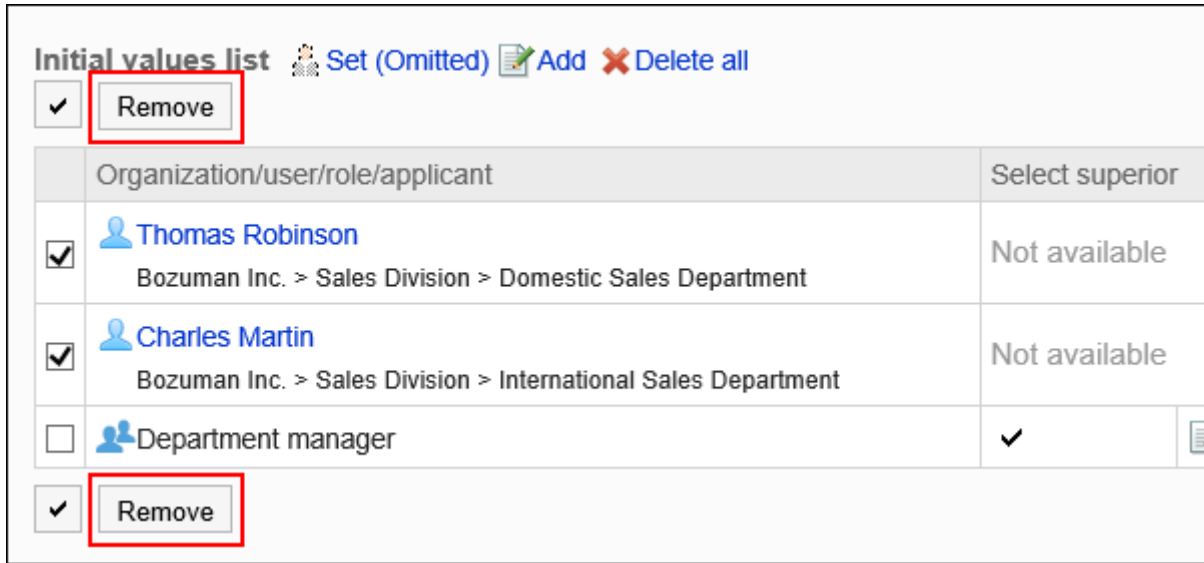 Initial values list Set (Omitted) Add Delete all
Remove
Organization/user/role/applicant Select superior
Thomas Robinson
Bozuman Inc. > Sales Division > Domestic Sales Department
Not available
Charles Martin
Bozuman Inc. > Sales Division > International Sales Department
Not available
Department manager
Remove